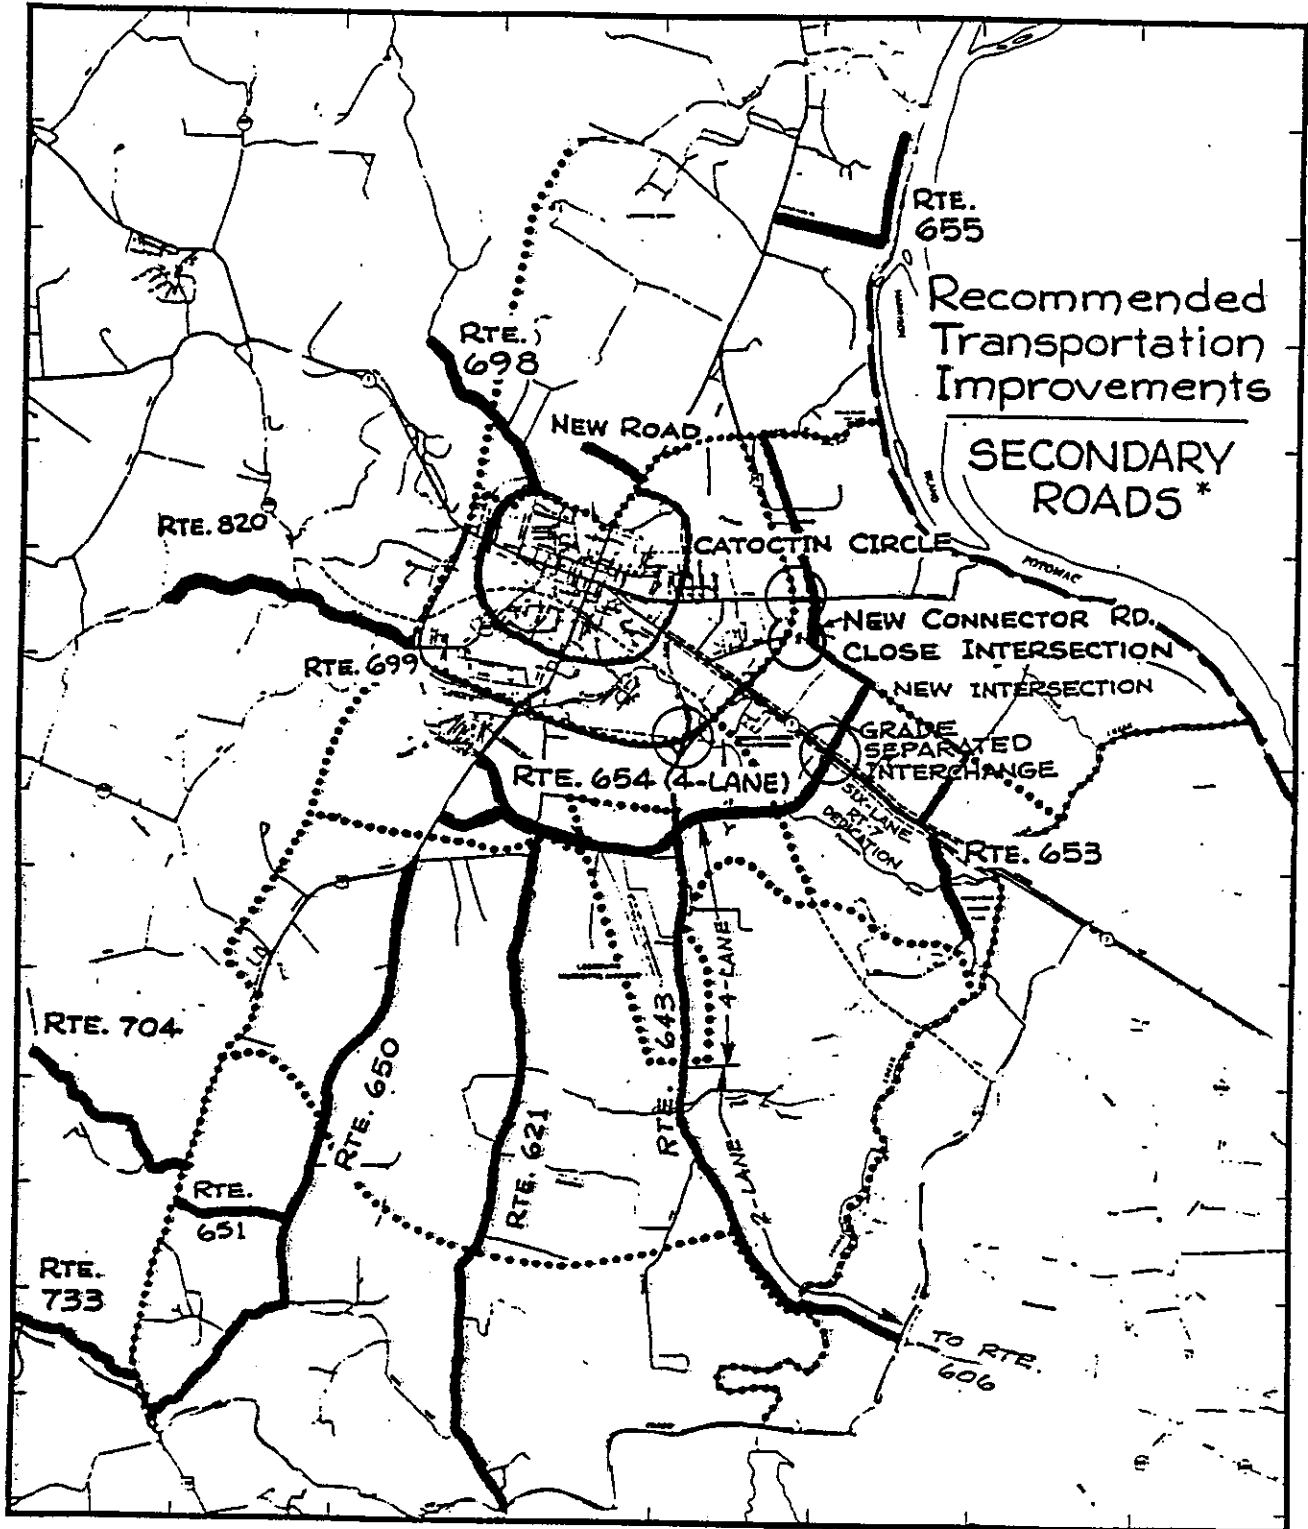 RTE.
655
Recommended
Transportation
Improvements
SECONDARY
ROADS *
RTE.
698
NEW ROAD
RTE. 820
CATOCTIN CIRCLE
POTOMAC
NEW CONNECTOR RD.
CLOSE INTERSECTION
RTE. 699
NEW INTERSECTION
GRADE
SEPARATED
INTERCHANGE
RTE. 654 (4-LANE)
SIX-LANE
RT-7
DEDICATION
RTE. 653
4-LANE
RTE. 643
RTE. 704
RTE. 650
RTE. 621
2-LANE
RTE.
651
RTE.
733
TO RTE.
606